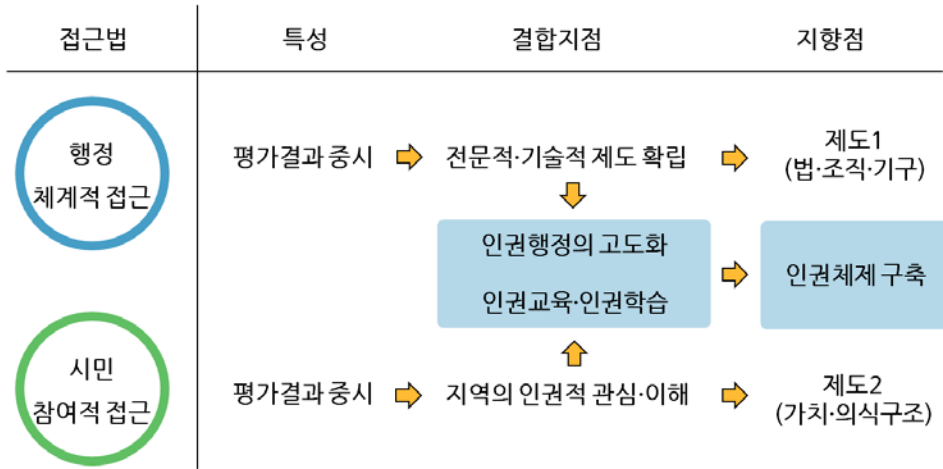 접근법 특성 결합지점 지향점
행정
체계적 접근
평가결과 중시 전문적·기술적 제도 확립 제도1
(법·조직·기구)
인권행정의 고도화
인권교육·인권학습
인권체제 구축
시민
참여적 접근
평가결과 중시 지역의 인권적 관심·이해 제도2
(가치·의식구조)